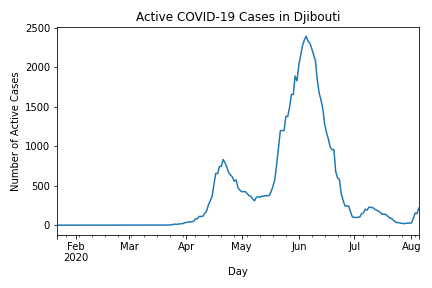 Active COVID-19 Cases in Djibouti
2500
2000
1500
1000
500
0
Number of Active Cases
Feb Mar Apr May Jun Jul Aug
2020
Day